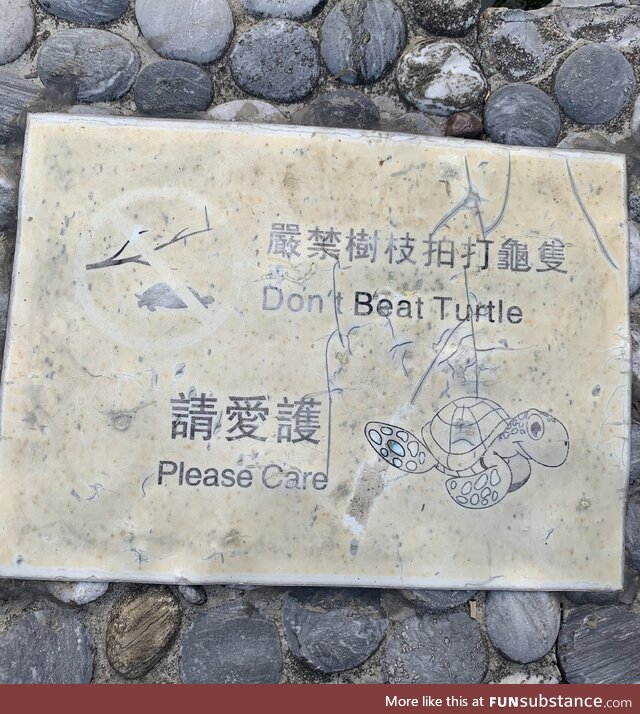 嚴禁樹枝拍打龜隻
Don't Beat Turtle
請愛護
Please Care
More like this at FUNsubstance.com